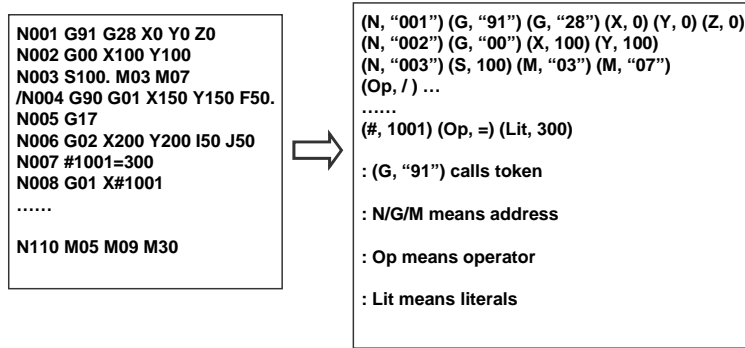 N001 G91 G28 X0 Y0 Z0
N002 G00 X100 Y100
N003 S100. M03 M07
/N004 G90 G01 X150 Y150 F50.
N005 G17
N006 G02 X200 Y200 I50 J50
N007 #1001=300
N008 G01 X#1001
……
N110 M05 M09 M30
(N, “001”) (G, “91”) (G, “28”) (X, 0) (Y, 0) (Z, 0)
(N, “002”) (G, “00”) (X, 100) (Y, 100)
(N, “003”) (S, 100) (M, “03”) (M, “07”)
(Op, / ) …
……
(#, 1001) (Op, =) (Lit, 300)
: (G, “91”) calls token
: N/G/M means address
: Op means operator
: Lit means literals